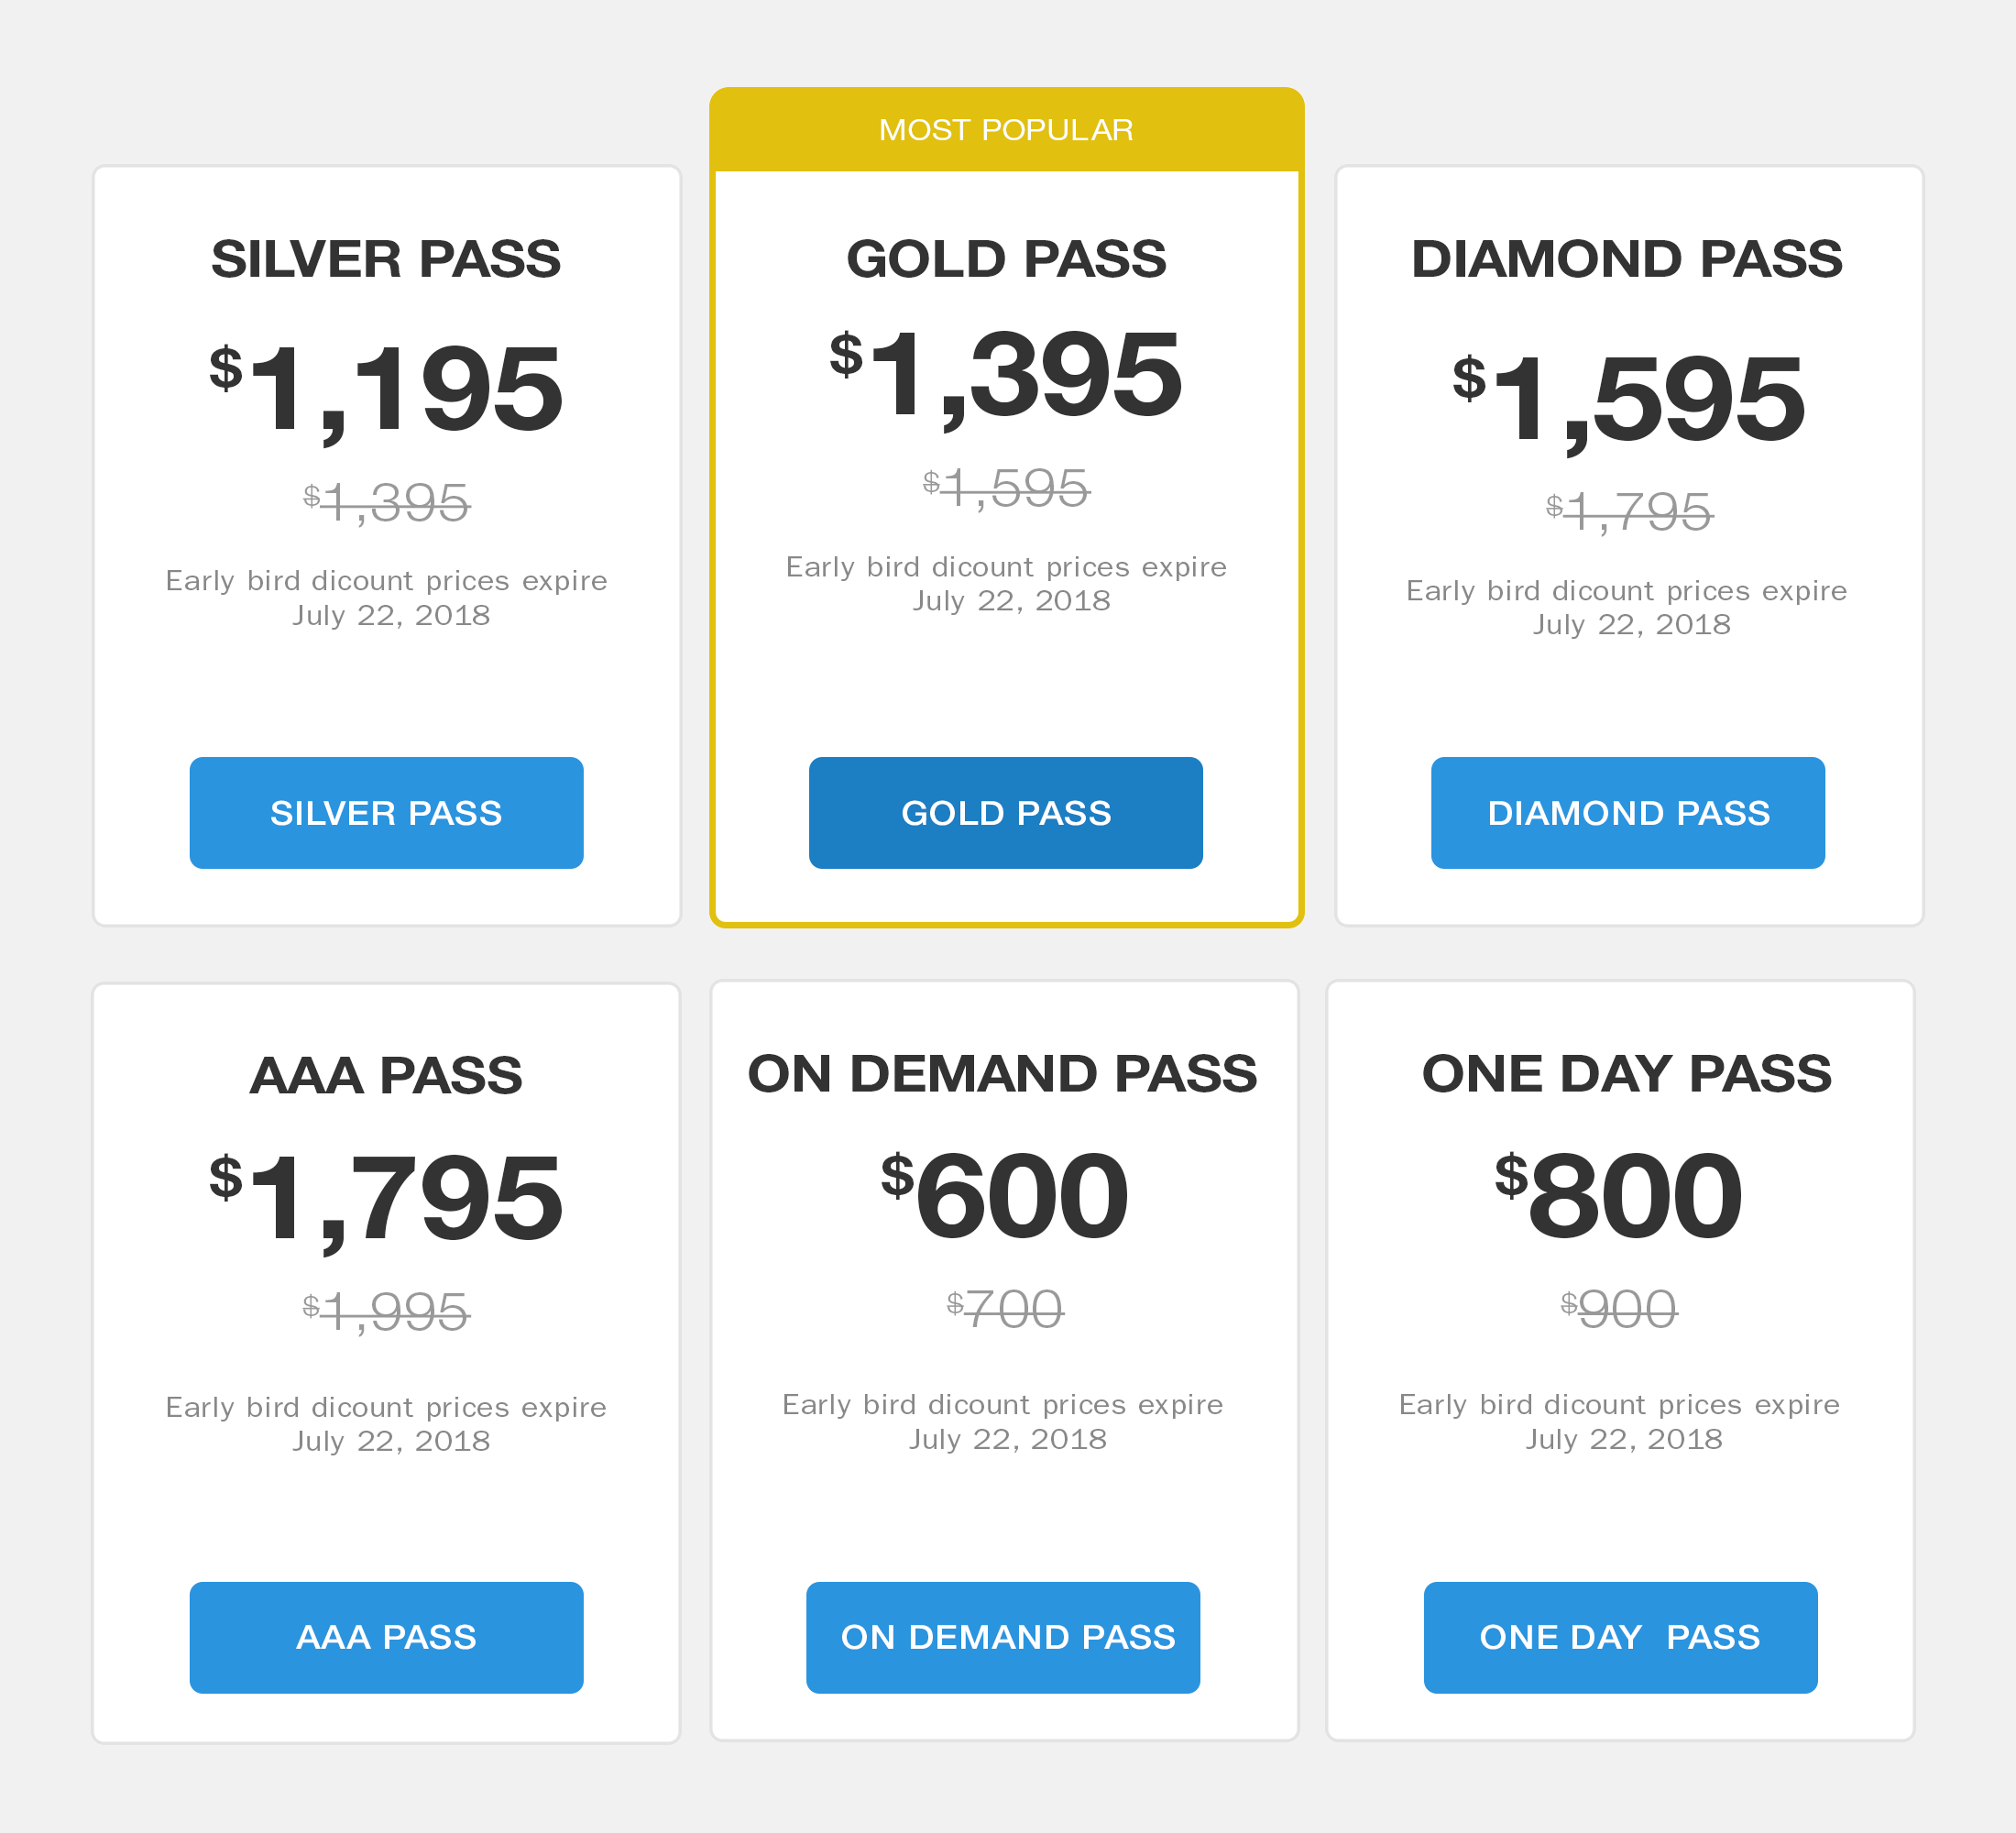 MOST POPULAR
SILVER PASS
$1,195
$1,395
Early bird dicount prices expire
July 22, 2018
SILVER PASS
GOLD PASS
$1,395
$1,595
Early bird dicount prices expire
July 22, 2018
GOLD PASS
DIAMOND PASS
$1,595
$1,795
Early bird dicount prices expire
July 22, 2018
DIAMOND PASS
AAA PASS
$1,795
$1,995
Early bird dicount prices expire
July 22, 2018
AAA PASS
ON DEMAND PASS
$600
$700
Early bird dicount prices expire
July 22, 2018
ON DEMAND PASS
ONE DAY PASS
$800
$900
Early bird dicount prices expire
July 22, 2018
ONE DAY  PASS